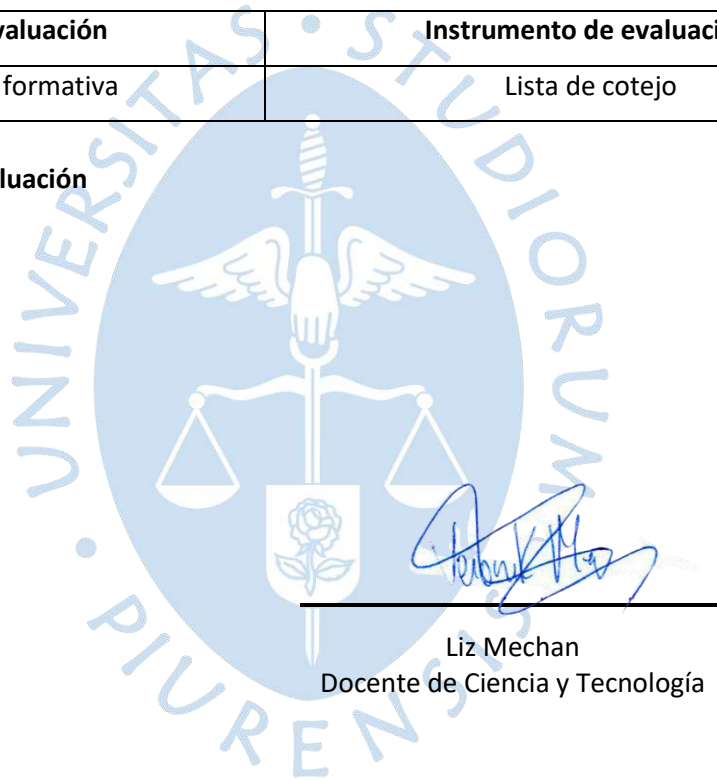 valuación Instrumento de evaluaci
formativa Lista de cotejo
luación
UNIVERSITAS • STUDIORUM • PIURENSIS
Liz Mechan
Docente de Ciencia y Tecnología